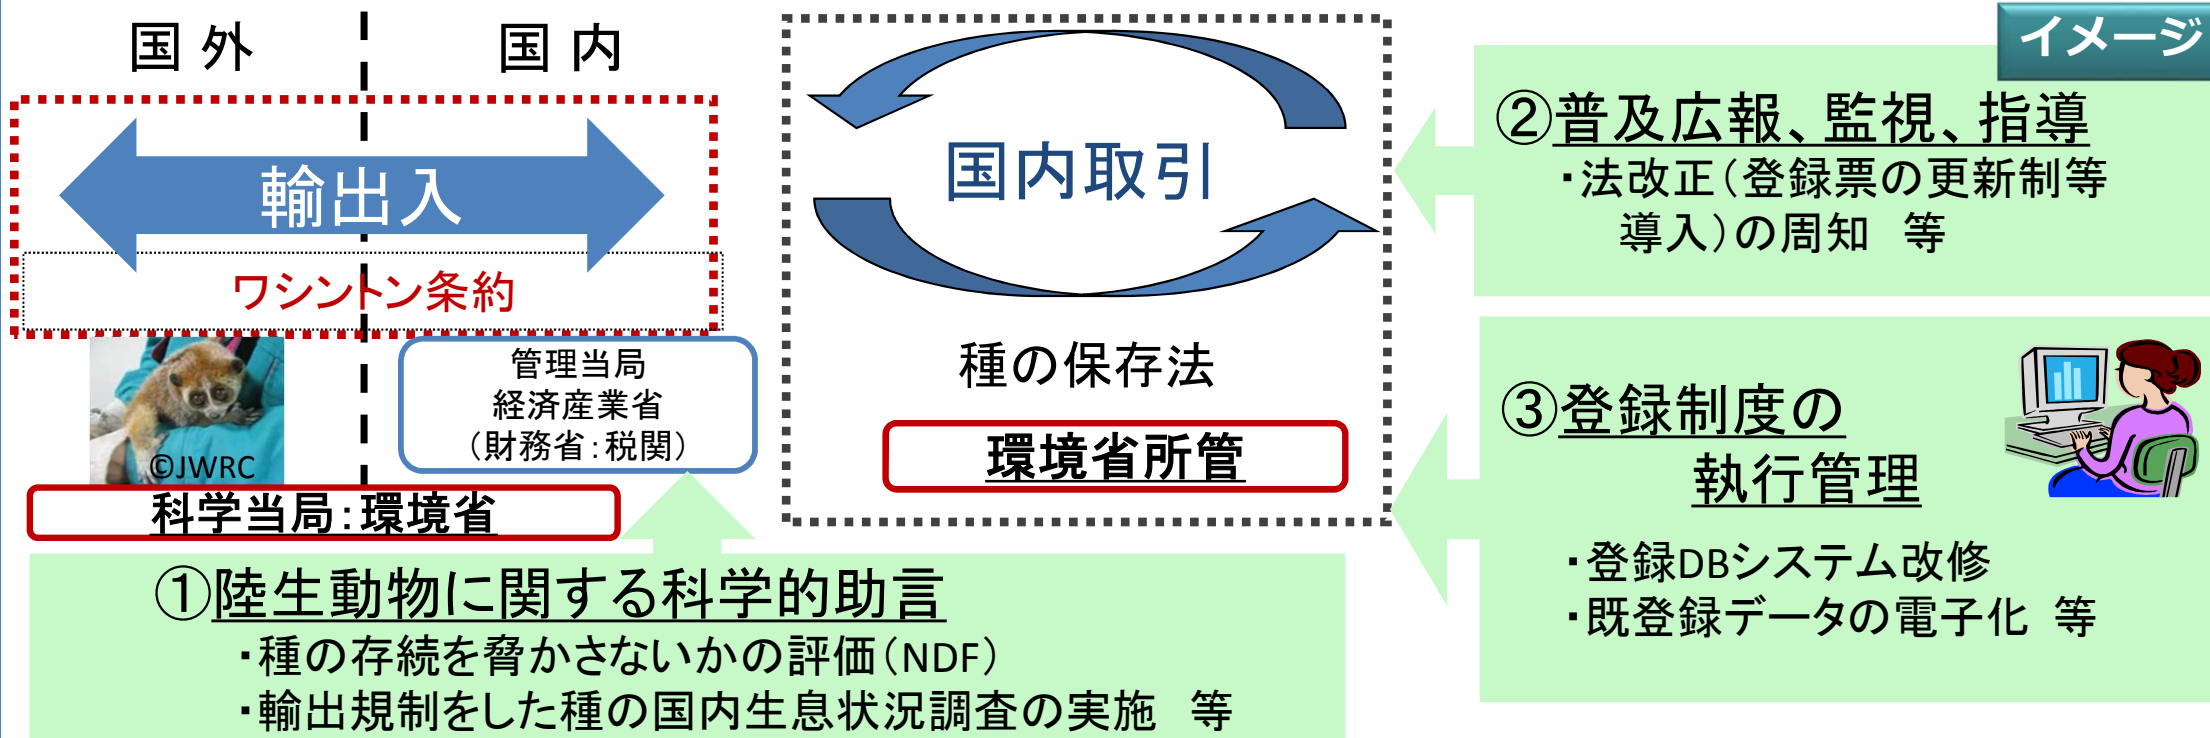 イメージ
国外
国内
輸出入
ワシントン条約
©JWRC
管理当局
経済産業省
（財務省：税関）
科学当局：環境省
国内取引
種の保存法
環境省所管
①陸生動物に関する科学的助言
・種の存続を脅かさないかの評価（NDF）
・輸出規制をした種の国内生息状況調査の実施　等
②普及広報、監視、指導
・法改正（登録票の更新制等
導入）の周知　等
③登録制度の
執行管理
・登録DBシステム改修
・既登録データの電子化　等